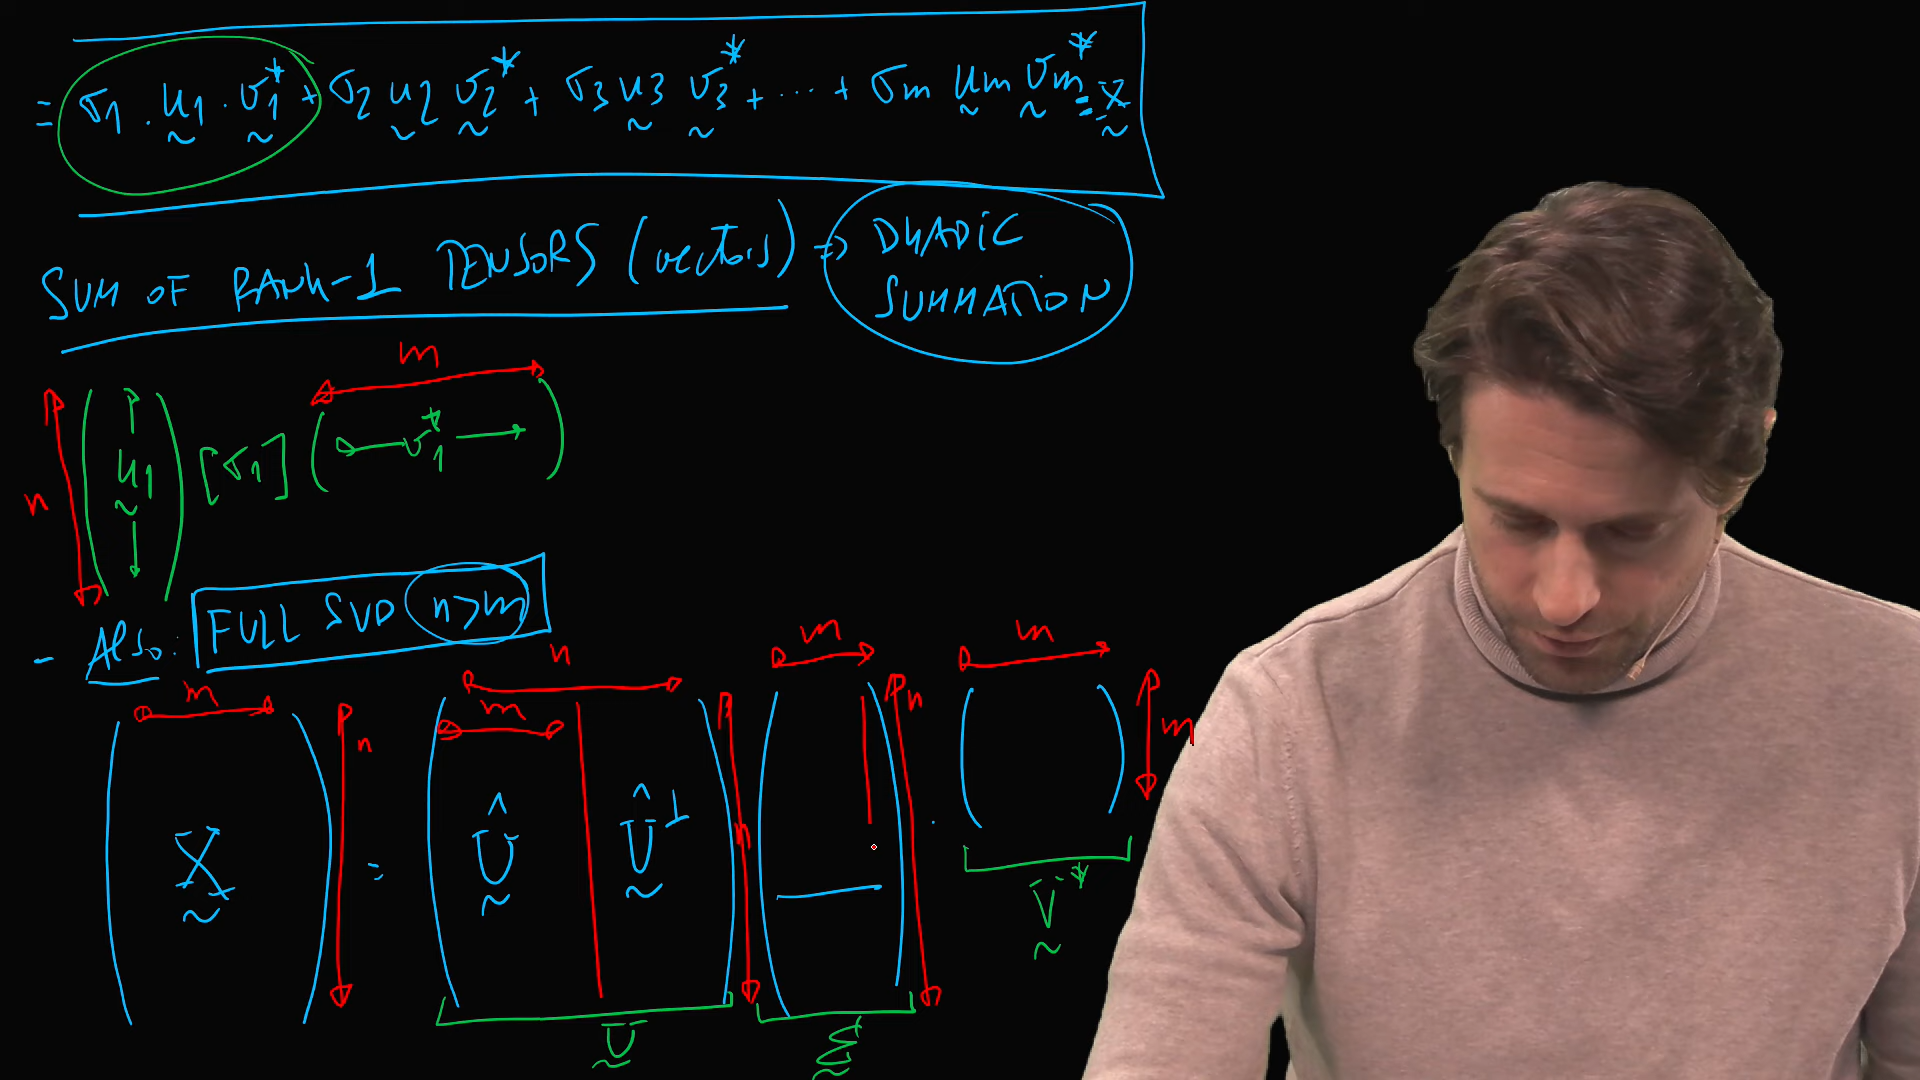 = σ1 . u1 . v1* + σ2 u2 v2* + σ3 u3 v3* + ... + σm um vm* = X
SUM OF RANK-1 TENSORS (vectors) => DYADIC
SUMMATION
m
n u1 [σ1] v1*
- ALSO: FULL SVD n>m
m n m m
m n n m
X = Û Û⊥ n . V*
U Σ